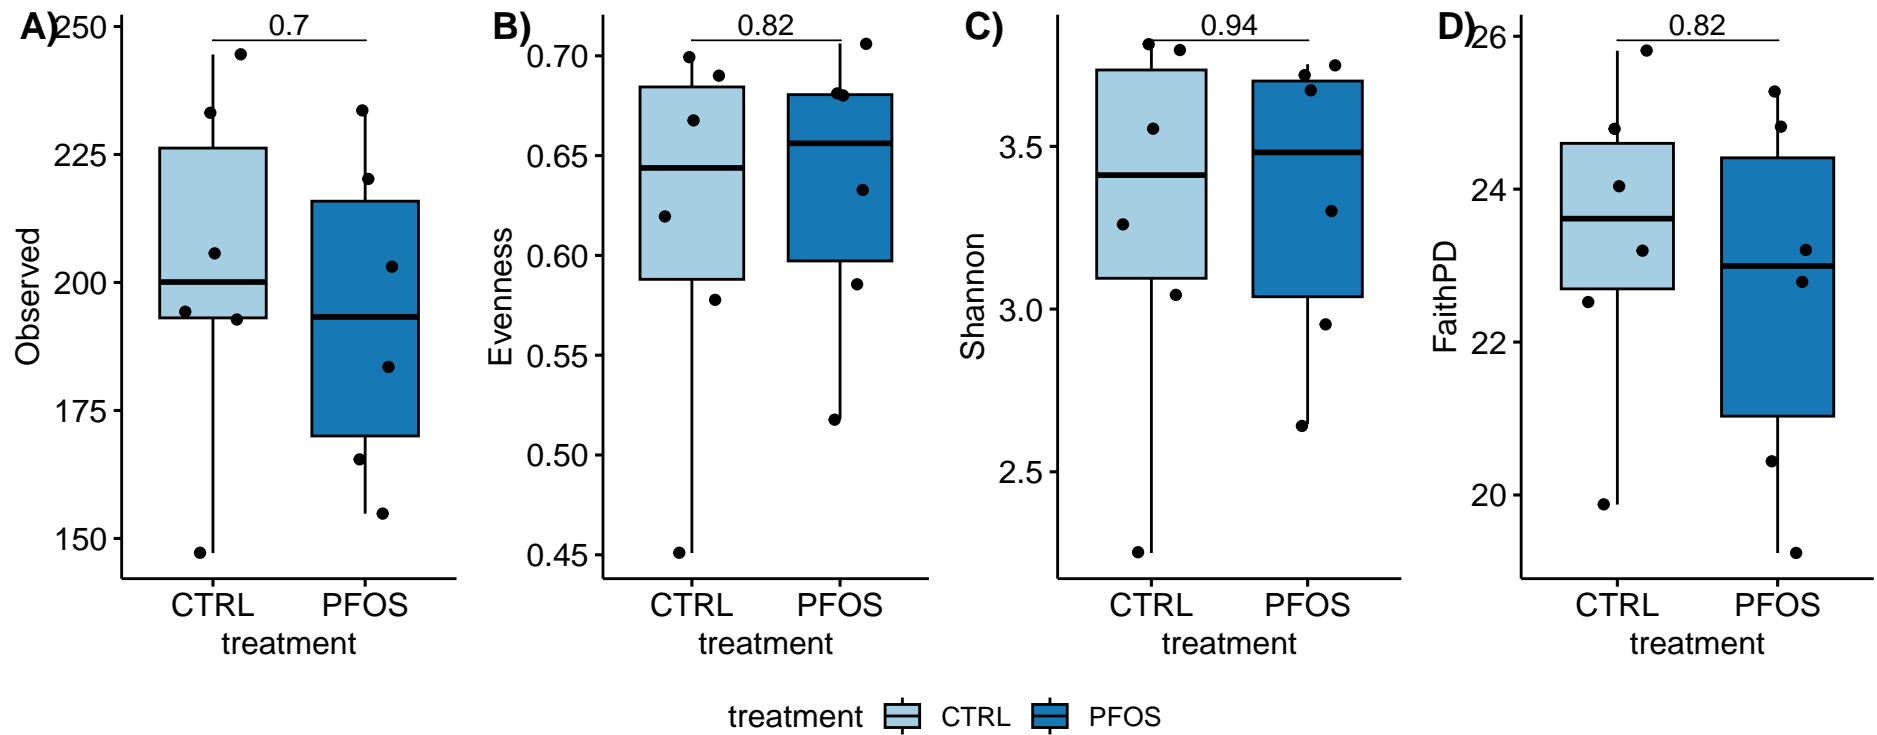 A)
0.7
250
225
200
175
150
Observed
CTRL PFOS
treatment
B)
0.82
0.70
0.65
0.60
0.55
0.50
0.45
Evenness
CTRL PFOS
treatment
C)
0.94
3.5
3.0
2.5
Shannon
CTRL PFOS
treatment
D)
0.82
26
24
22
20
FaithPD
CTRL PFOS
treatment
treatment CTRL PFOS